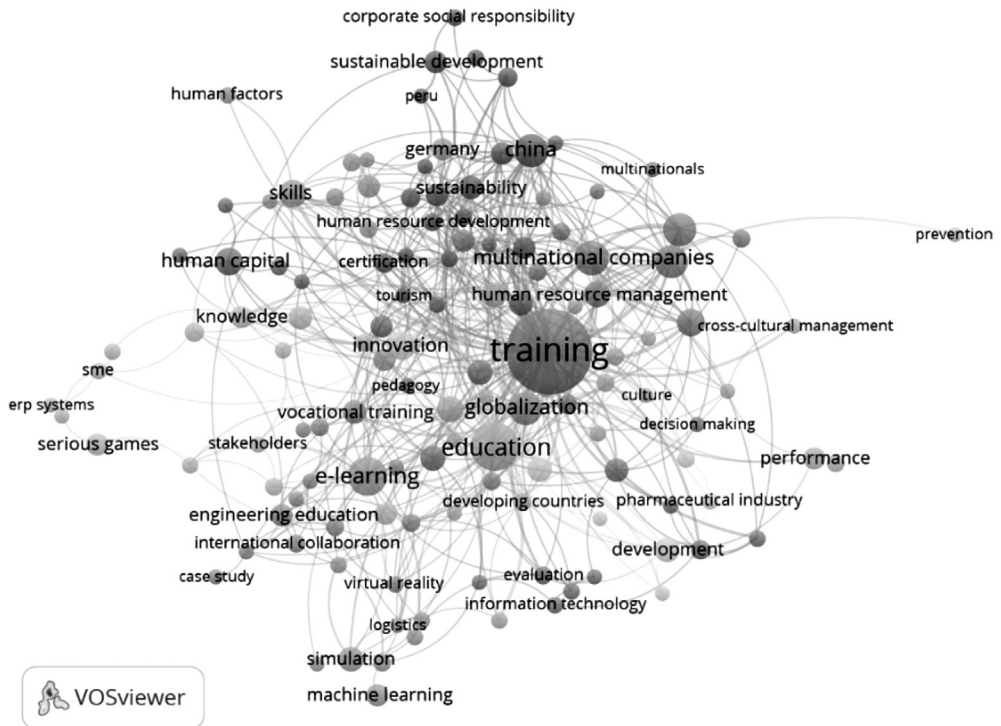 corporate social responsibility
sustainable development
human factors
peru
germany
china
multinationals
skills
sustainability
human resource development
prevention
human capital
certification
multinational companies
tourism
human resource management
knowledge
cross-cultural management
innovation
training
sme
pedagogy
culture
erp systems
vocational training
globalization
decision making
serious games
stakeholders
education
performance
e-learning
developing countries
pharmaceutical industry
engineering education
international collaboration
development
case study
virtual reality
evaluation
information technology
logistics
simulation
machine learning
VOSviewer